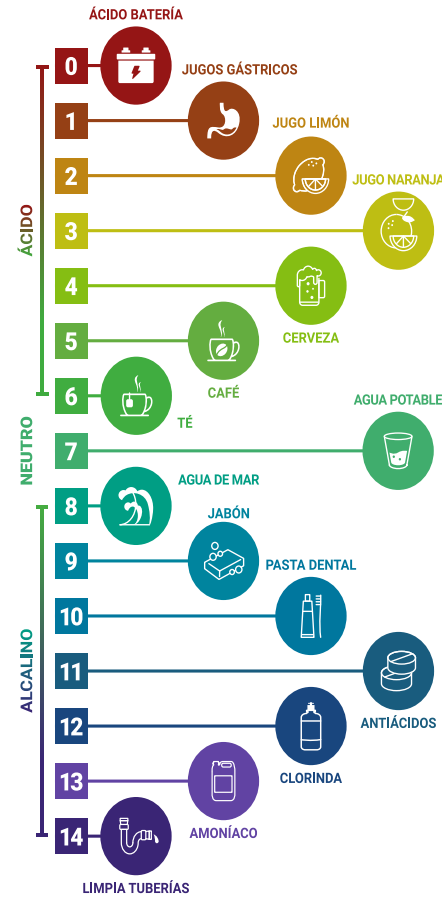 ÁCIDO BATERÍA
0
JUGOS GÁSTRICOS
1
JUGO LIMÓN
2
JUGO NARANJA
3
ÁCIDO
4
CERVEZA
5
CAFÉ
6
TÉ
AGUA POTABLE
NEUTRO
7
AGUA DE MAR
8
JABÓN
9
PASTA DENTAL
10
ALCALINO
11
ANTIÁCIDOS
12
CLORINDA
13
AMONÍACO
14
LIMPIA TUBERÍAS